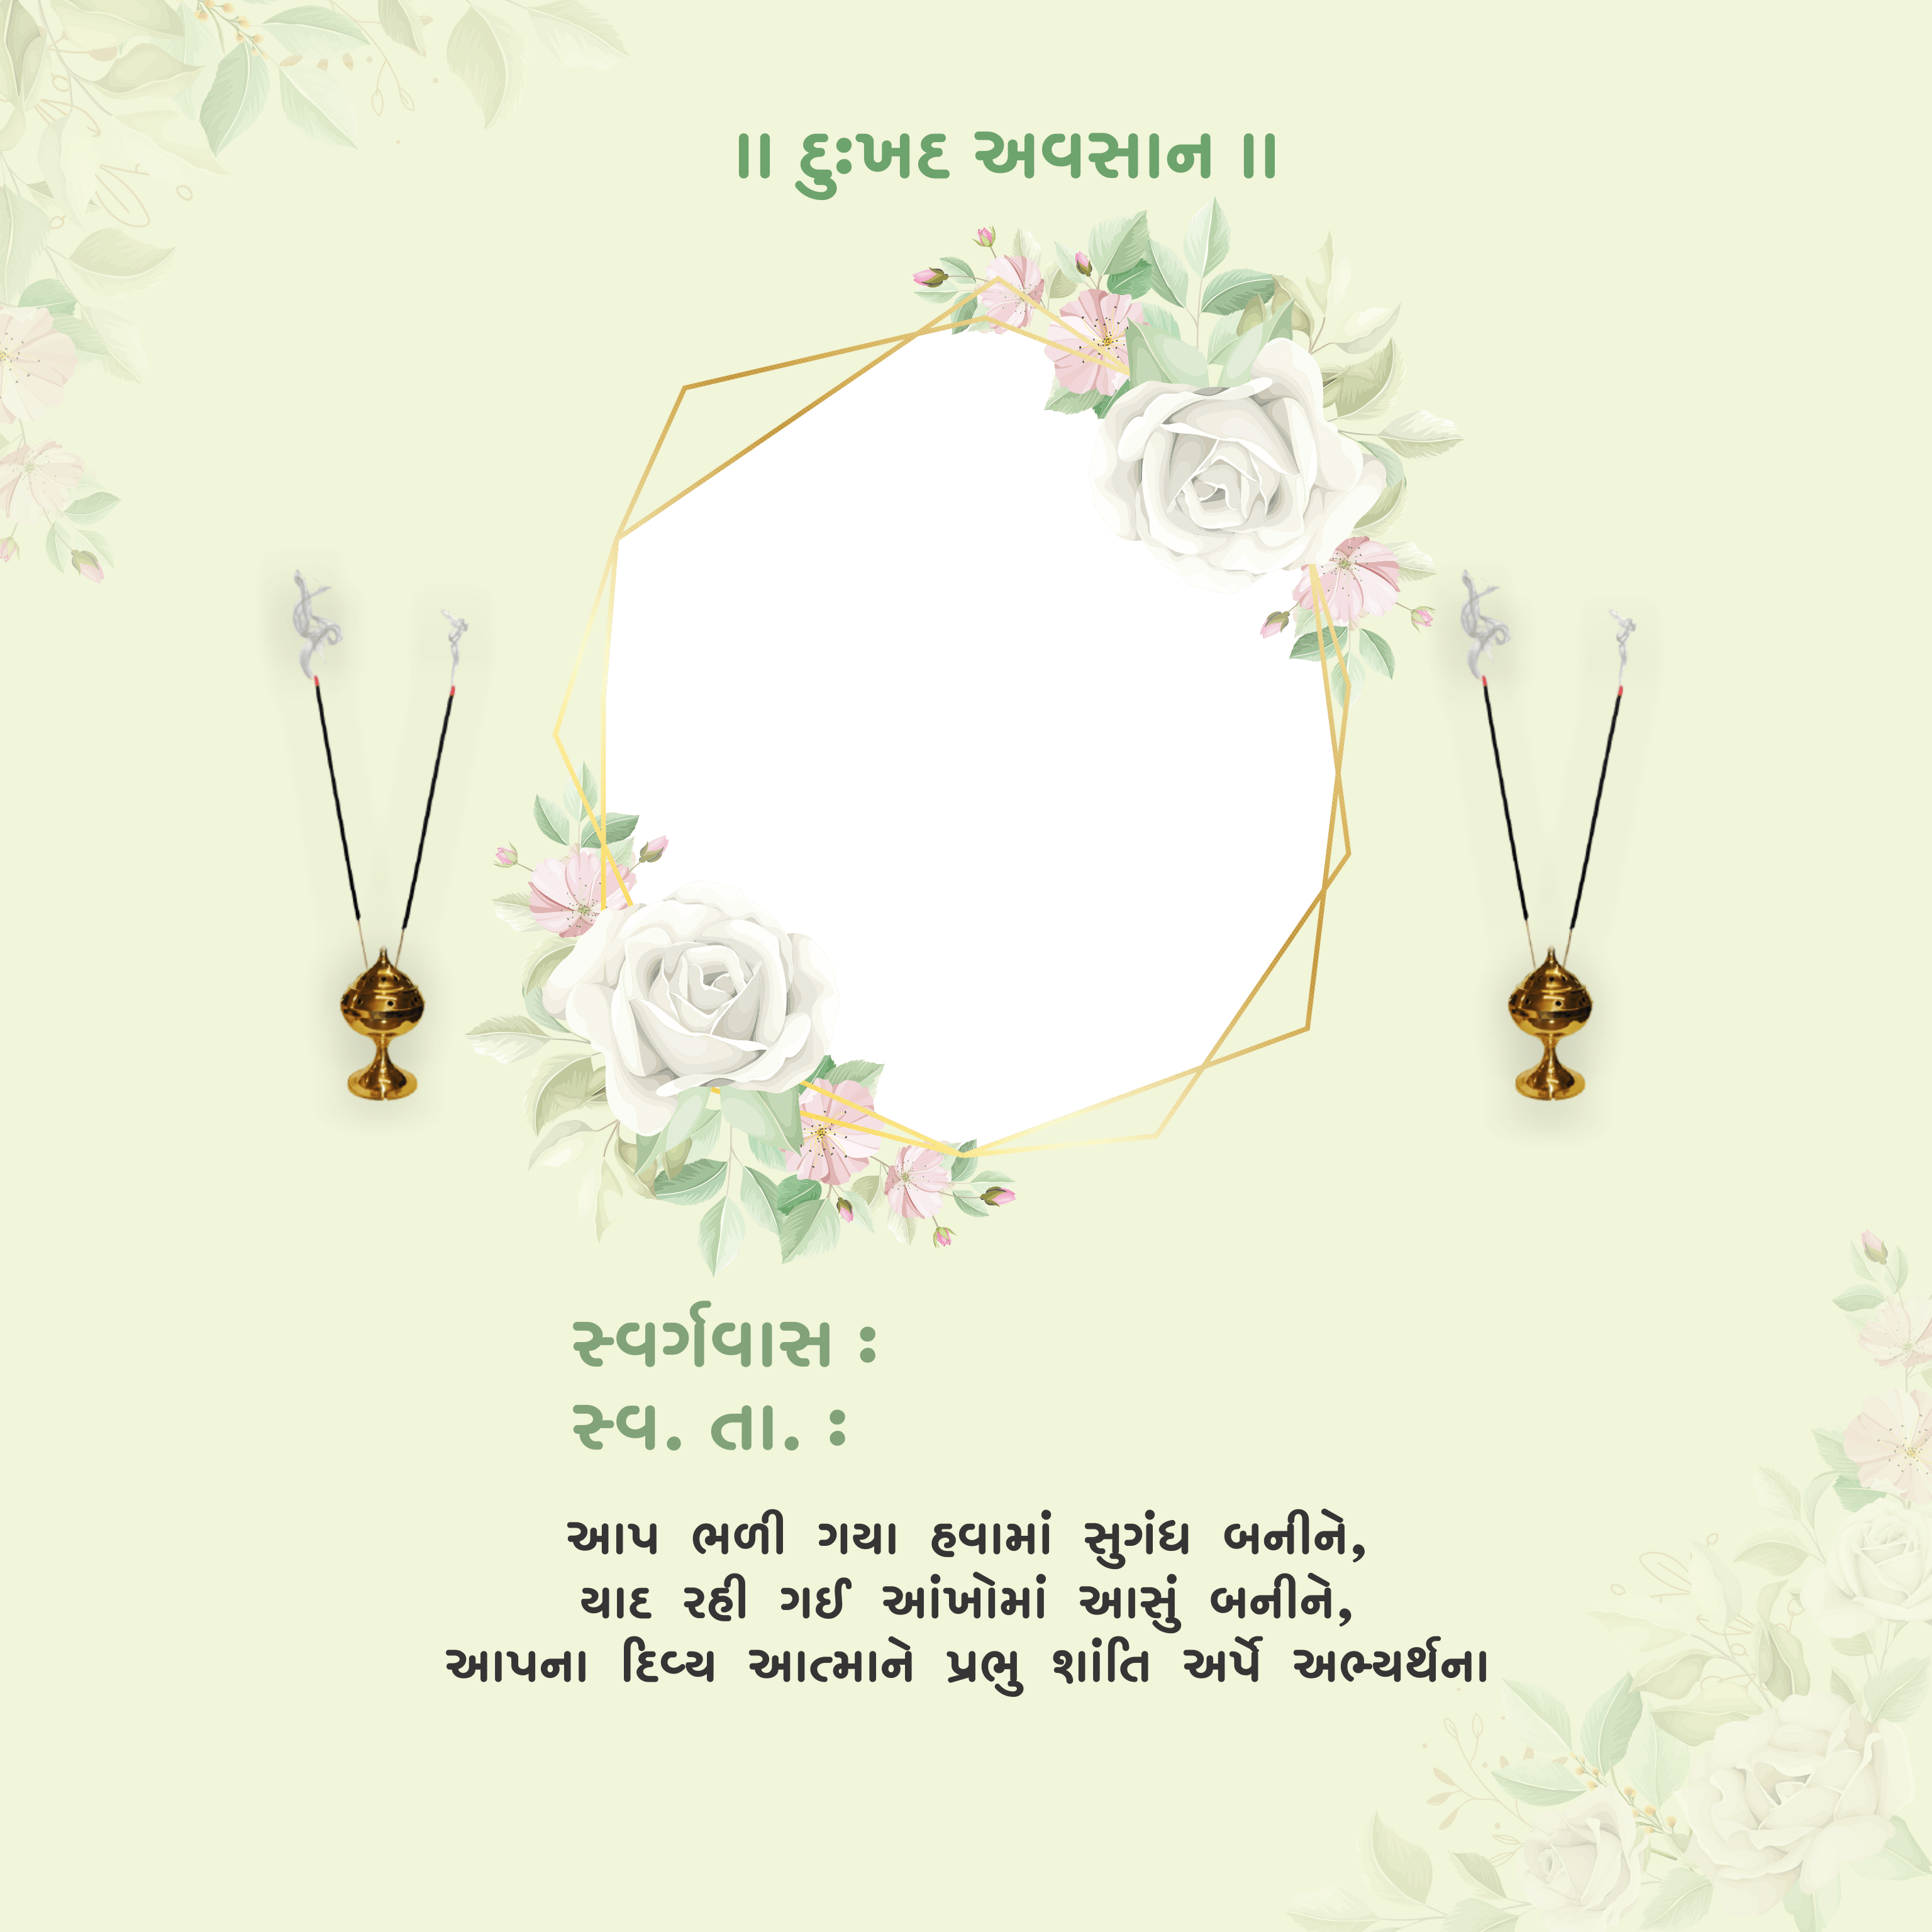 ॥ દુઃખદ અવસાન ॥
સ્વર્ગવાસ :
સ્વ. તા. :
આપ ભળી ગયા હવામાં સુગંધ બનીને,
યાદ રહી ગઈ આંખોમાં આસું બનીને,
આપના દિવ્ય આત્માને પ્રભુ શાંતિ અર્પે અભ્યર્થના